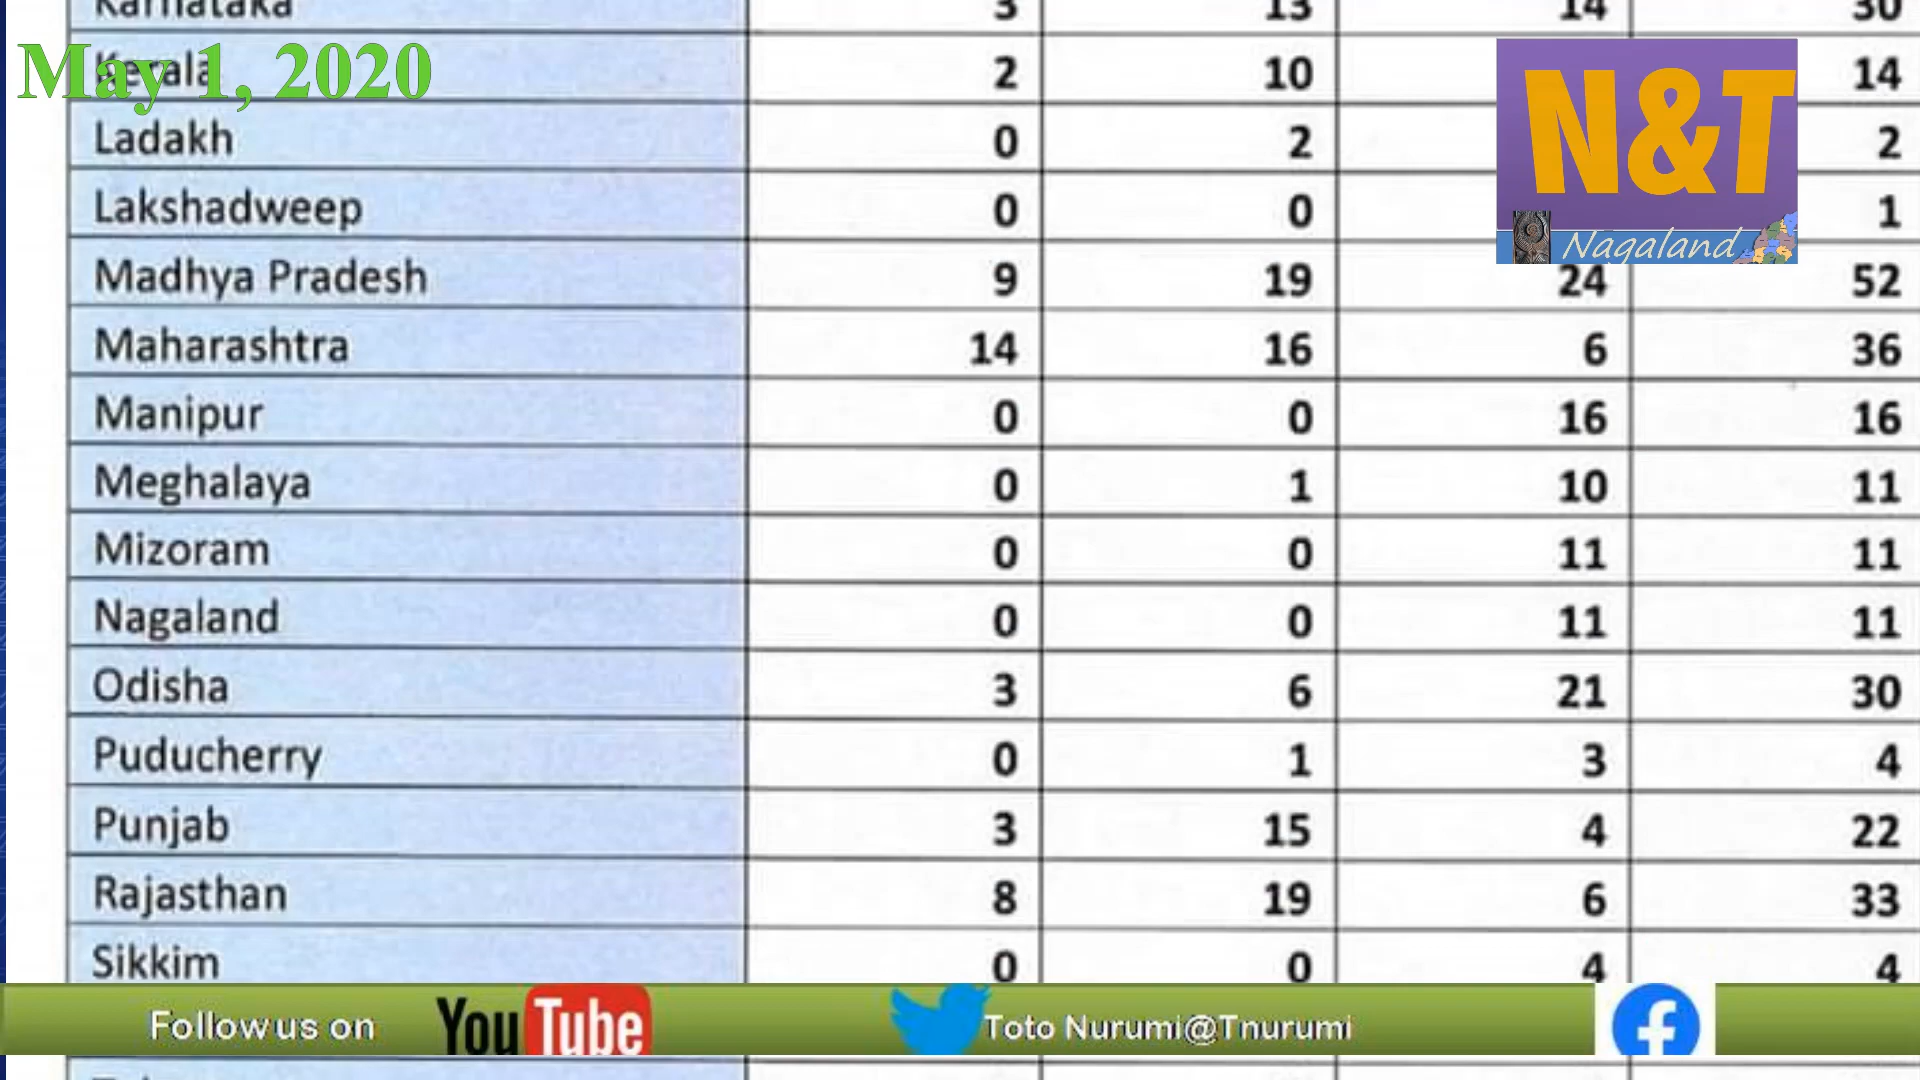 Karnataka 3 13 14 30
May 1, 2020
Kerala 2 10 14
Ladakh 0 2 2
Lakshadweep 0 0 1
Madhya Pradesh 9 19 24 52
Maharashtra 14 16 6 36
Manipur 0 0 16 16
Meghalaya 0 1 10 11
Mizoram 0 0 11 11
Nagaland 0 0 11 11
Odisha 3 6 21 30
Puducherry 0 1 3 4
Punjab 3 15 4 22
Rajasthan 8 19 6 33
Sikkim 0 0 4 4
N&T
Nagaland
Follow us on YouTube Toto Nurumi@Tnurumi f